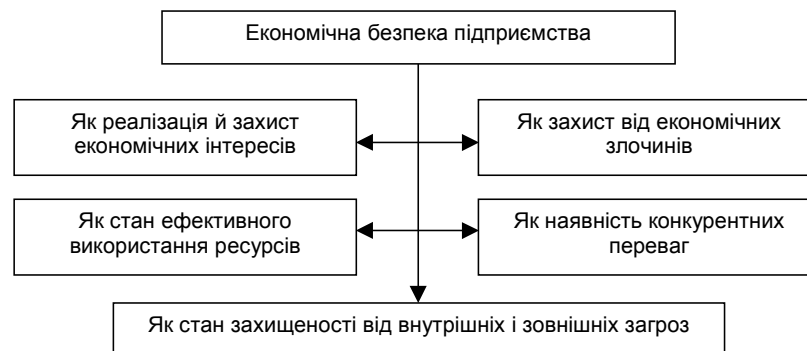 Економічна безпека підприємства
Як реалізація й захист
економічних інтересів
Як захист від економічних
злочинів
Як стан ефективного
використання ресурсів
Як наявність конкурентних
переваг
Як стан захищеності від внутрішніх і зовнішніх загроз